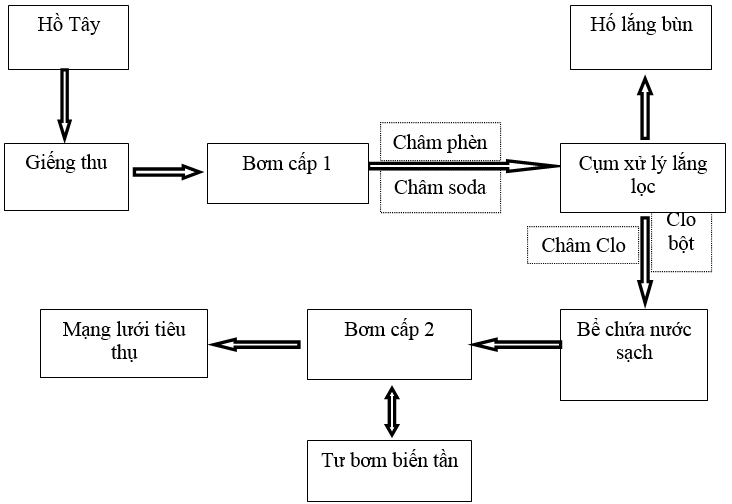 Hồ Tây
Hố lắng bùn
Giếng thu
Bơm cấp 1
Châm phèn
Châm soda
Cụm xử lý lắng
lọc
Châm Clo
Clo
bột
Mạng lưới tiêu
thụ
Bơm cấp 2
Bể chứa nước
sạch
Tư bơm biến tần